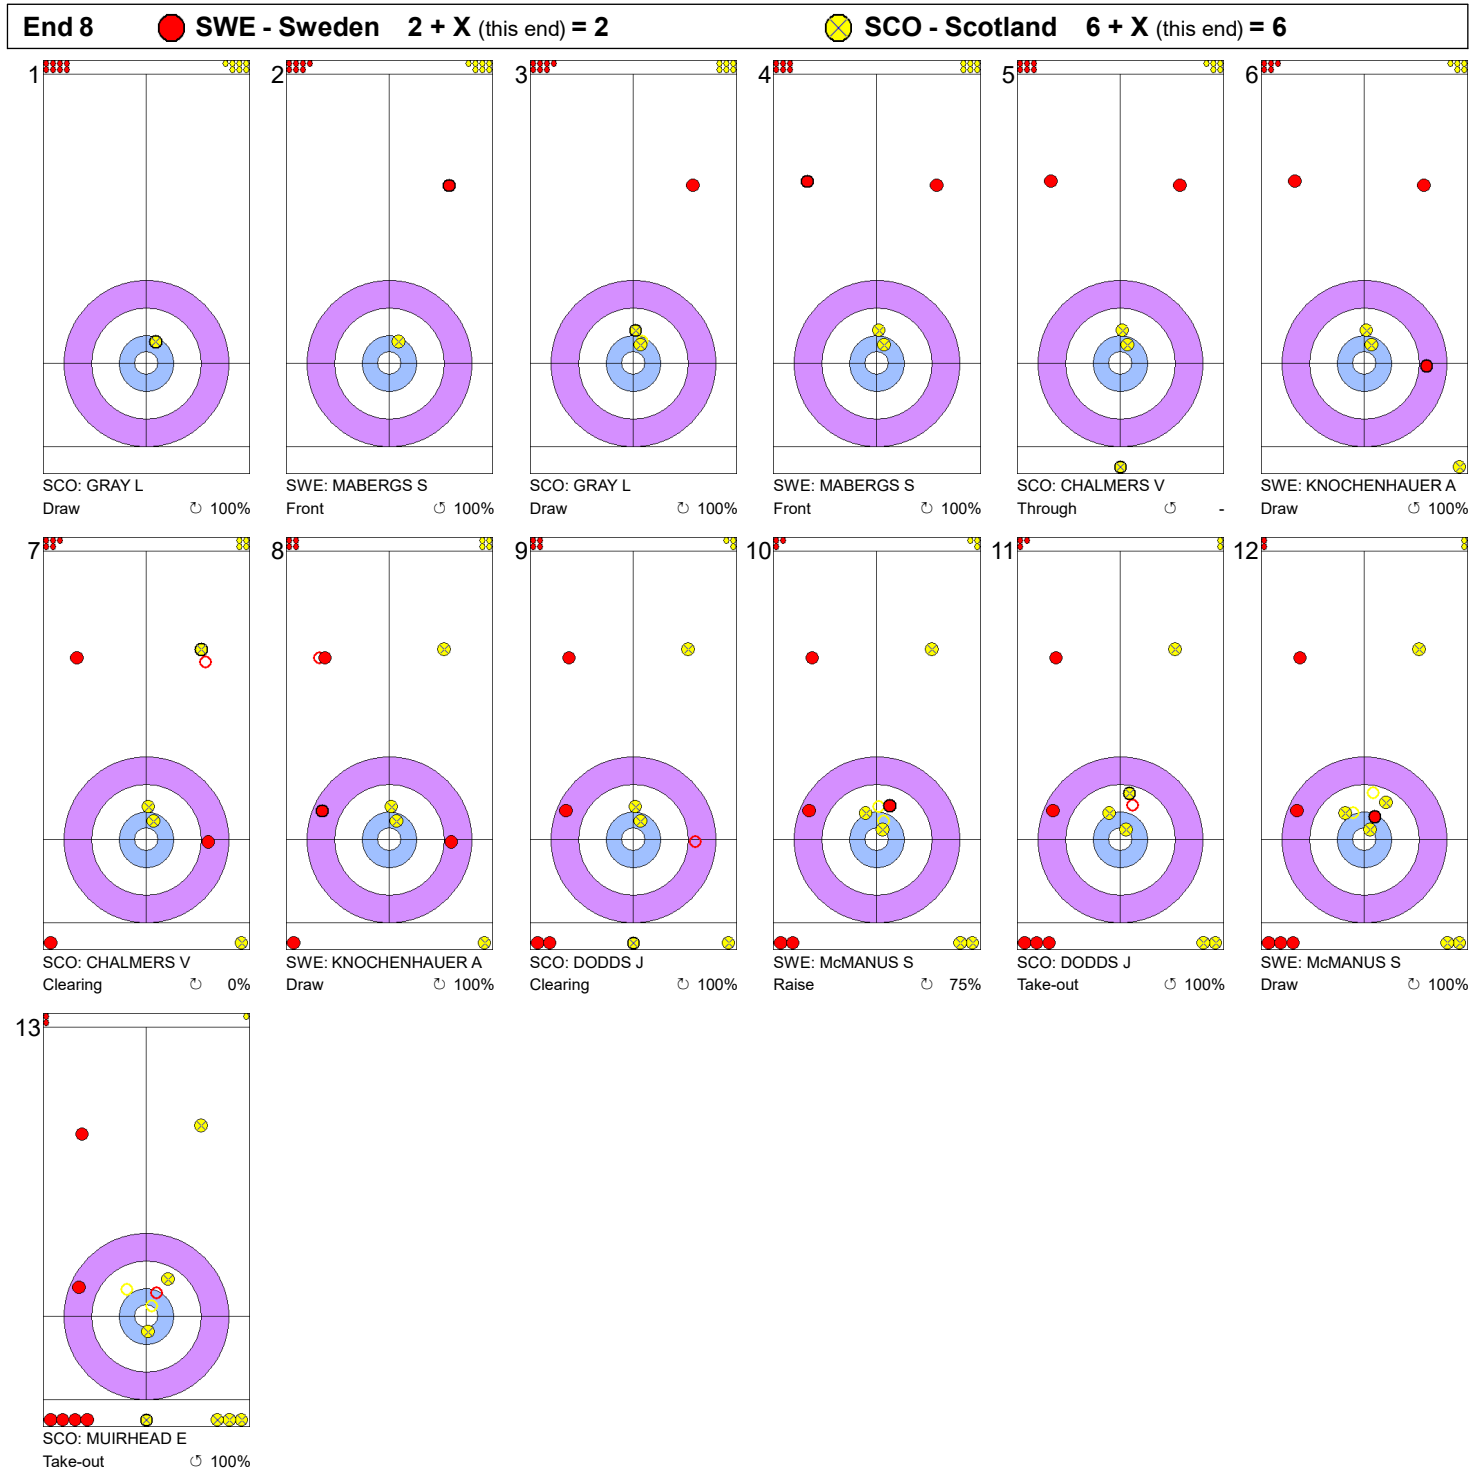 End 8 SWE - Sweden 2 + X (this end) = 2 SCO - Scotland 6 + X (this end) = 6
1 2 3 4 5 6
SCO: GRAY L SWE: MABERGS S SCO: GRAY L SWE: MABERGS S SCO: CHALMERS V SWE: KNOCHENHAUER A
Draw ↻ 100% Front ↺ 100% Draw ↻ 100% Front ↺ 100% Through ↺ - Draw ↻ 100%
7 8 9 10 11 12
SCO: CHALMERS V SWE: KNOCHENHAUER A SCO: DODDS J SWE: McMANUS S SCO: DODDS J SWE: McMANUS S
Clearing ↻ 0% Draw ↻ 100% Clearing ↻ 100% Raise ↻ 75% Take-out ↺ 100% Draw ↻ 100%
13
SCO: MUIRHEAD E
Take-out ↺ 100%